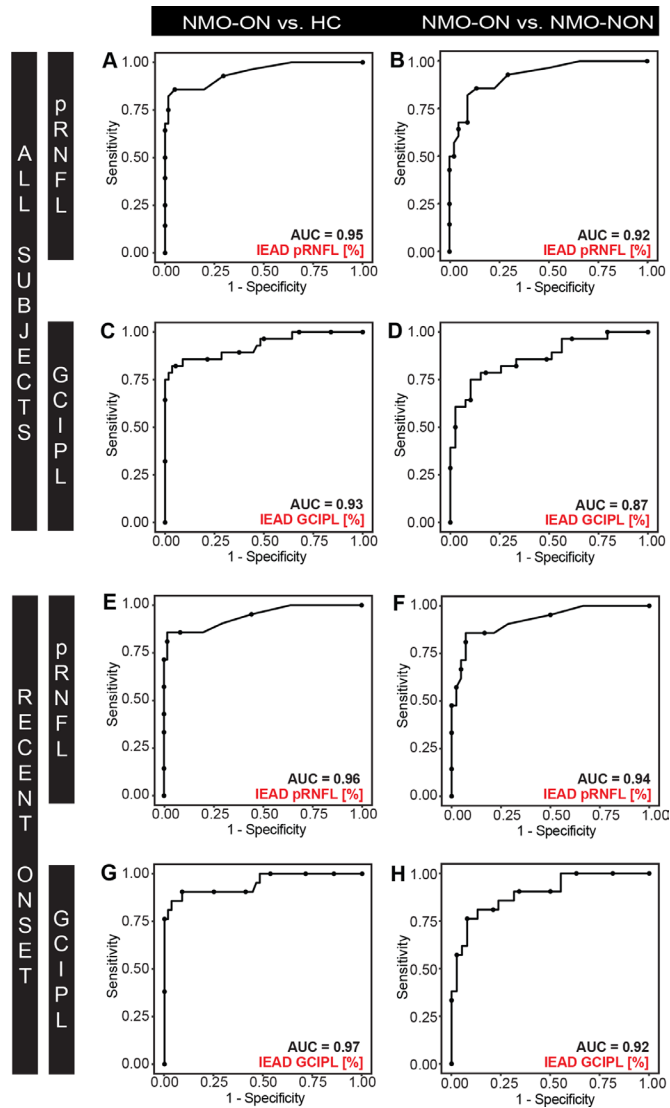 NMO-ON vs. HC
NMO-ON vs. NMO-NON
ALL SUBJECTS
pRNFL
A
Sensitivity
1.00
0.75
0.50
0.25
0.00
AUC = 0.95
IEAD pRNFL [%]
0.00 0.25 0.50 0.75 1.00
1 - Specificity
B
Sensitivity
1.00
0.75
0.50
0.25
0.00
AUC = 0.92
IEAD pRNFL [%]
0.00 0.25 0.50 0.75 1.00
1 - Specificity
GCIPL
C
Sensitivity
1.00
0.75
0.50
0.25
0.00
AUC = 0.93
IEAD GCIPL [%]
0.00 0.25 0.50 0.75 1.00
1 - Specificity
D
Sensitivity
1.00
0.75
0.50
0.25
0.00
AUC = 0.87
IEAD GCIPL [%]
0.00 0.25 0.50 0.75 1.00
1 - Specificity
RECENT ONSET
pRNFL
E
Sensitivity
1.00
0.75
0.50
0.25
0.00
AUC = 0.96
IEAD pRNFL [%]
0.00 0.25 0.50 0.75 1.00
1 - Specificity
F
Sensitivity
1.00
0.75
0.50
0.25
0.00
AUC = 0.94
IEAD pRNFL [%]
0.00 0.25 0.50 0.75 1.00
1 - Specificity
GCIPL
G
Sensitivity
1.00
0.75
0.50
0.25
0.00
AUC = 0.97
IEAD GCIPL [%]
0.00 0.25 0.50 0.75 1.00
1 - Specificity
H
Sensitivity
1.00
0.75
0.50
0.25
0.00
AUC = 0.92
IEAD GCIPL [%]
0.00 0.25 0.50 0.75 1.00
1 - Specificity